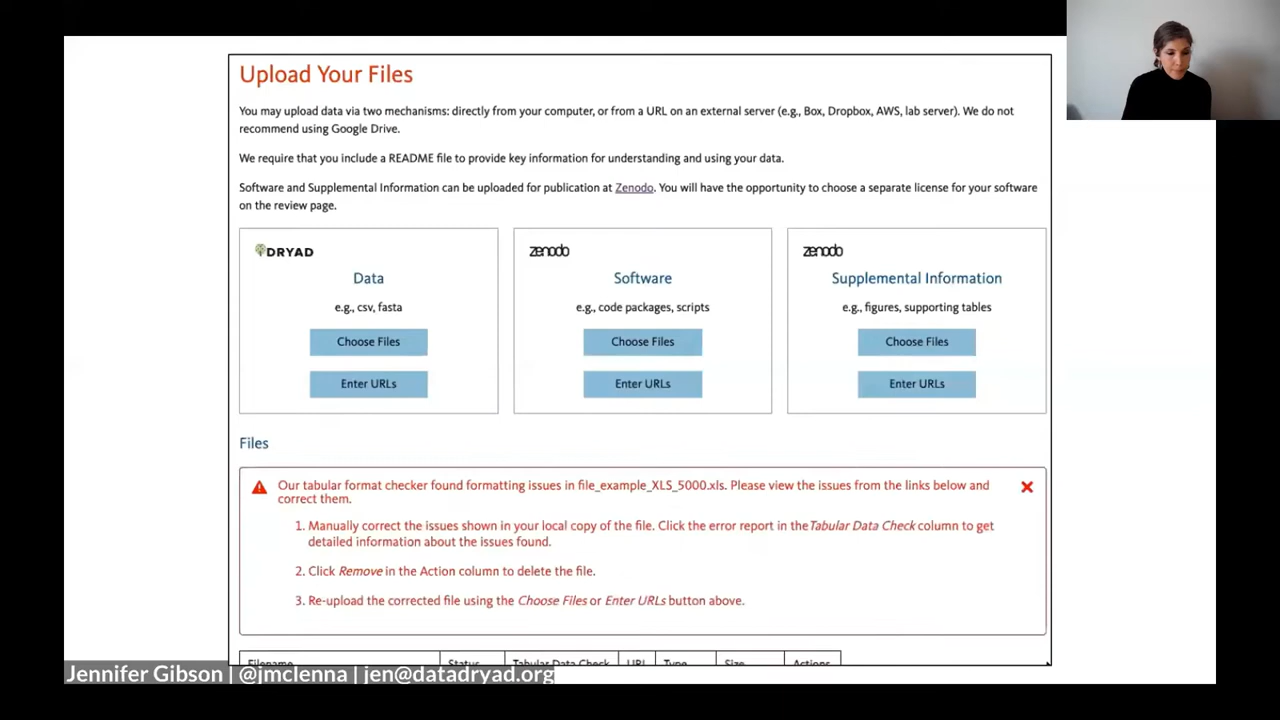 Upload Your Files
You may upload data via two mechanisms: directly from your computer, or from a URL on an external server (e.g., Box, Dropbox, AWS, lab server). We do not
recommend using Google Drive.
We require that you include a README file to provide key information for understanding and using your data.
Software and Supplemental Information can be uploaded for publication at Zenodo. You will have the opportunity to choose a separate license for your software
on the review page.
DRYAD
Data
e.g., csv, fasta
Choose Files
Enter URLs
zenodo
Software
e.g., code packages, scripts
Choose Files
Enter URLs
zenodo
Supplemental Information
e.g., figures, supporting tables
Choose Files
Enter URLs
Files
Our tabular format checker found formatting issues in file_example_XLS_5000.xls. Please view the issues from the links below and
correct them.
1. Manually correct the issues shown in your local copy of the file. Click the error report in theTabular Data Check column to get
detailed information about the issues found.
2. Click Remove in the Action column to delete the file.
3. Re-upload the corrected file using the Choose Files or Enter URLs button above.
Filename Status Tabular Data Check URL Type Size Actions
Jennifer Gibson | @jmclenna | jen@datadryad.org